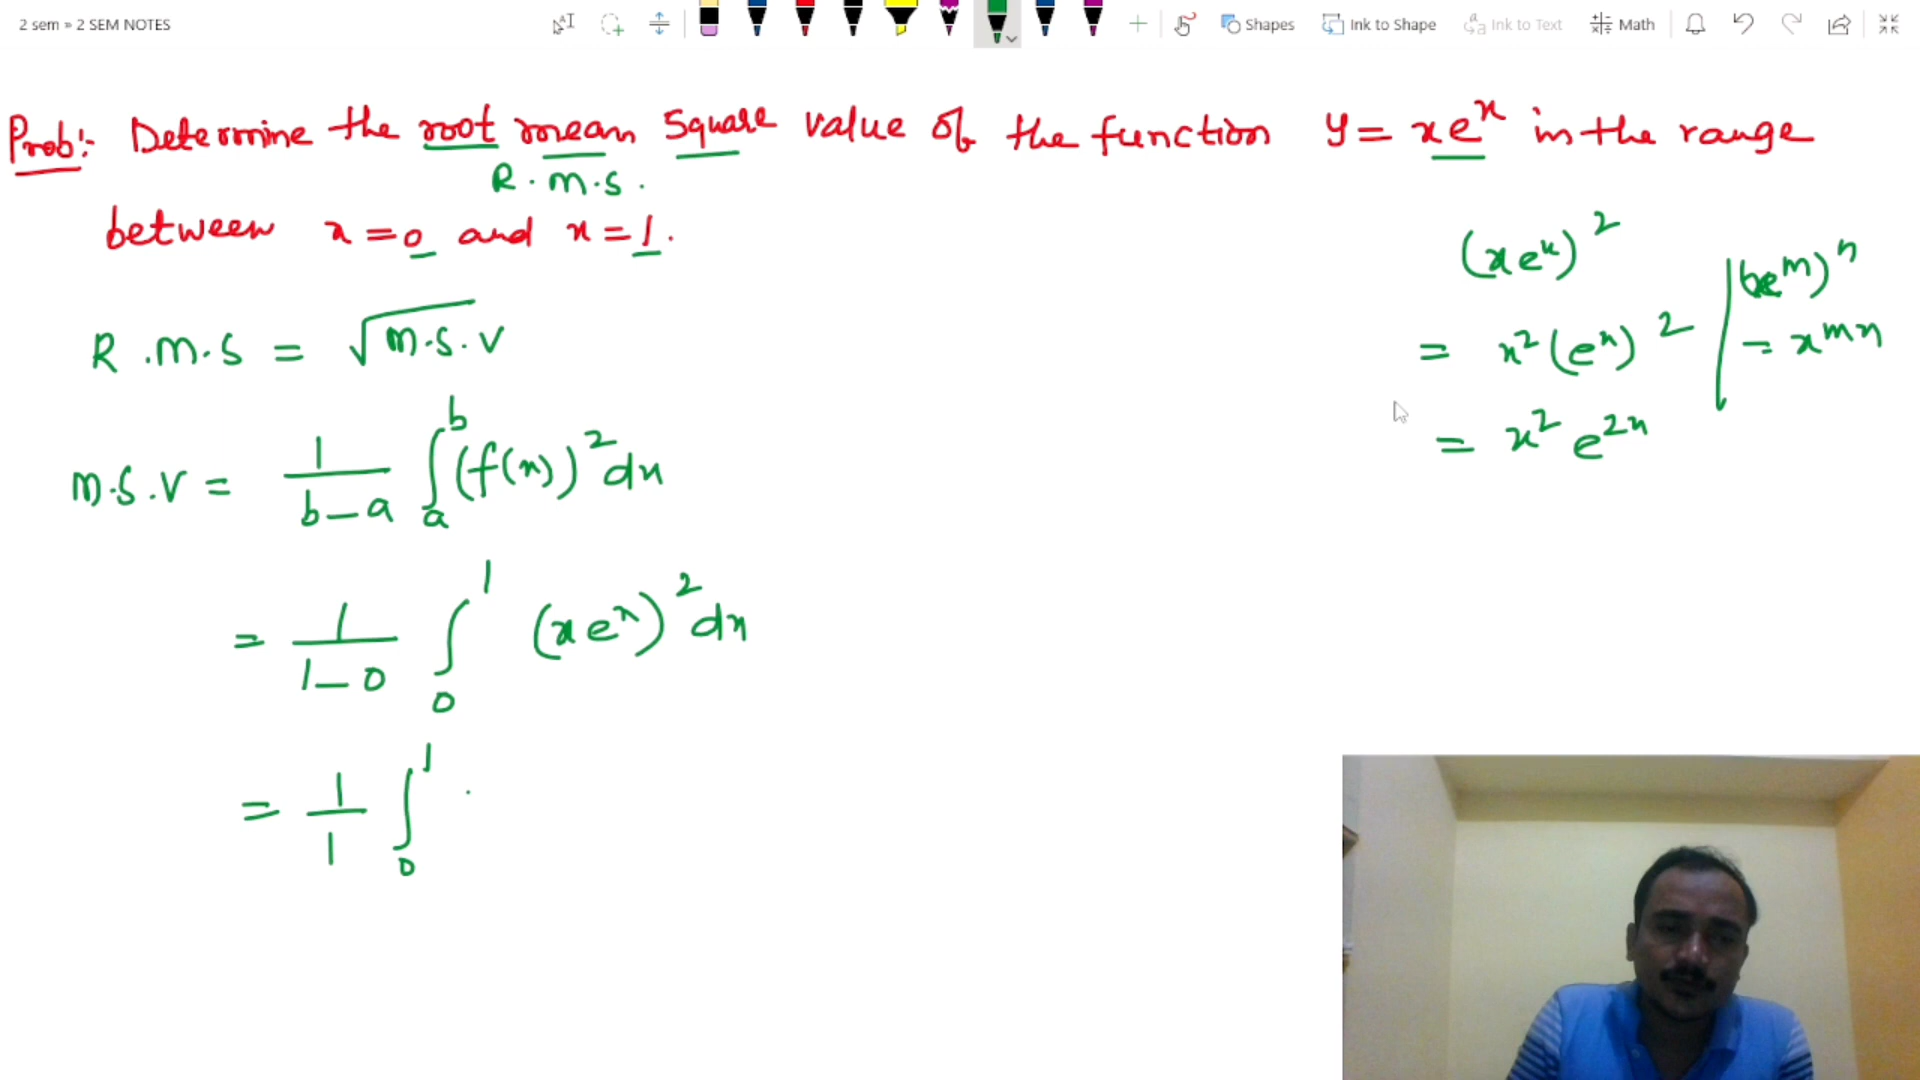 2 sem » 2 SEM NOTES
Shapes Ink to Shape Ink to Text Math
Prob:- Determine the root mean square value of the function y = xe^x in the range
R.m.s.
between x = 0 and x = 1.
R.m.s = √m.s.v
m.s.v = 1/(b-a) ∫_a^b (f(x))^2 dx
= 1/(1-0) ∫_0^1 (xe^x)^2 dx
= 1/1 ∫_0^1
(xe^x)^2
= x^2 (e^x)^2
= x^2 e^2x
= x^mn